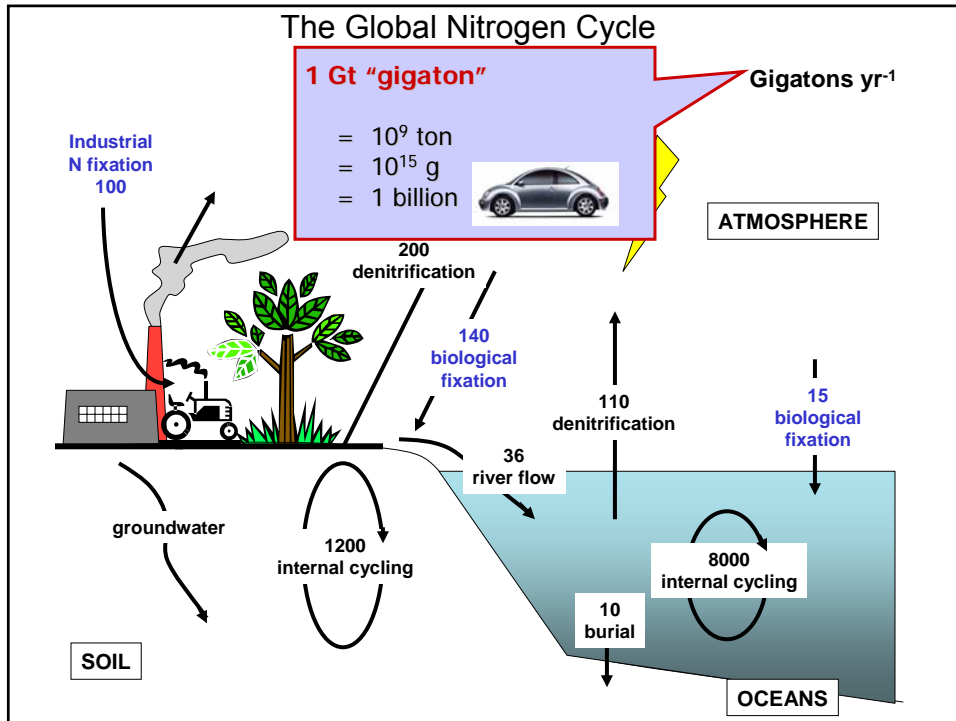 The Global Nitrogen Cycle
1 Gt “gigaton”
= 10⁹ ton
= 10¹⁵ g
= 1 billion
Gigatons yr⁻¹
Industrial
N fixation
100
ATMOSPHERE
200
denitrification
140
biological
fixation
110
denitrification
15
biological
fixation
36
river flow
groundwater
1200
internal cycling
8000
internal cycling
10
burial
SOIL
OCEANS